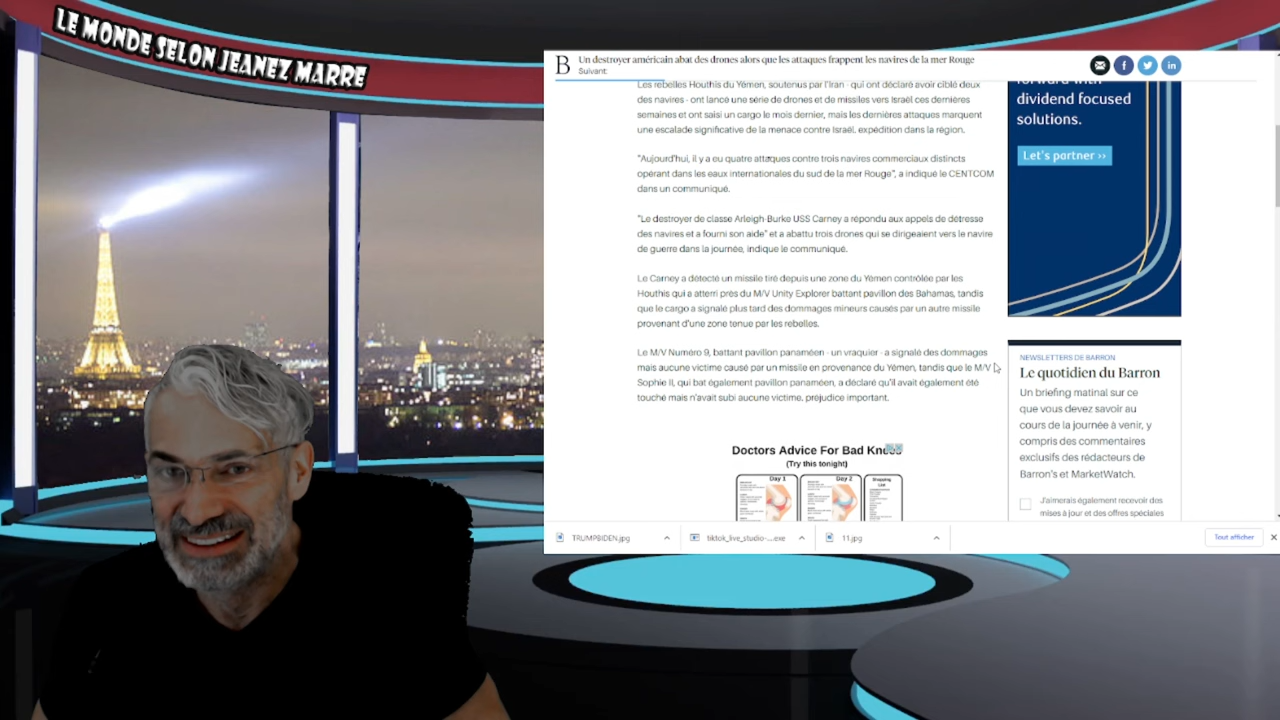 LE MONDE SELON JEANEZ MARRE
B
Un destroyer américain abat des drones alors que les attaques frappent les navires de la mer Rouge
Suivant:
Les rebelles Houthis du Yémen, soutenus par l'Iran - qui ont déclaré avoir ciblé deux
des navires - ont lancé une série de drones et de missiles vers Israël ces dernières
semaines et ont saisi un cargo le mois dernier, mais les dernières attaques marquent
une escalade significative de la menace contre Israël. expédition dans la région.
"Aujourd'hui, il y a eu quatre attaques contre trois navires commerciaux distincts
opérant dans les eaux internationales du sud de la mer Rouge", a indiqué le CENTCOM
dans un communiqué.
"Le destroyer de classe Arleigh-Burke USS Carney a répondu aux appels de détresse
des navires et a fourni son aide" et a abattu trois drones qui se dirigeaient vers le navire
de guerre dans la journée, indique le communiqué.
Le Carney a détecté un missile tiré depuis une zone du Yémen contrôlée par les
Houthis qui a atterri près du M/V Unity Explorer battant pavillon des Bahamas, tandis
que le cargo a signalé plus tard des dommages mineurs causés par un autre missile
provenant d'une zone tenue par les rebelles.
Le M/V Numéro 9, battant pavillon panaméen - un vraquier - a signalé des dommages
mais aucune victime causé par un missile en provenance du Yémen, tandis que le M/V
Sophie II, qui bat également pavillon panaméen, a déclaré qu'il avait également été
touché mais n'avait subi aucune victime. préjudice important.
Doctors Advice For Bad
(Try this tonight)
Day 1
Day 2
Shopping
List
forward with
dividend focused
solutions.
Let's partner >>
NEWSLETTERS DE BARRON
Le quotidien du Barron
Un briefing matinal sur ce
que vous devez savoir au
cours de la journée à venir, y
compris des commentaires
exclusifs des rédacteurs de
Barron's et MarketWatch.
J'aimerais également recevoir des
mises à jour et des offres spéciales
TRUMPBIDEN.jpg
tiktok_live_studio-....exe
11.jpg
Tout afficher